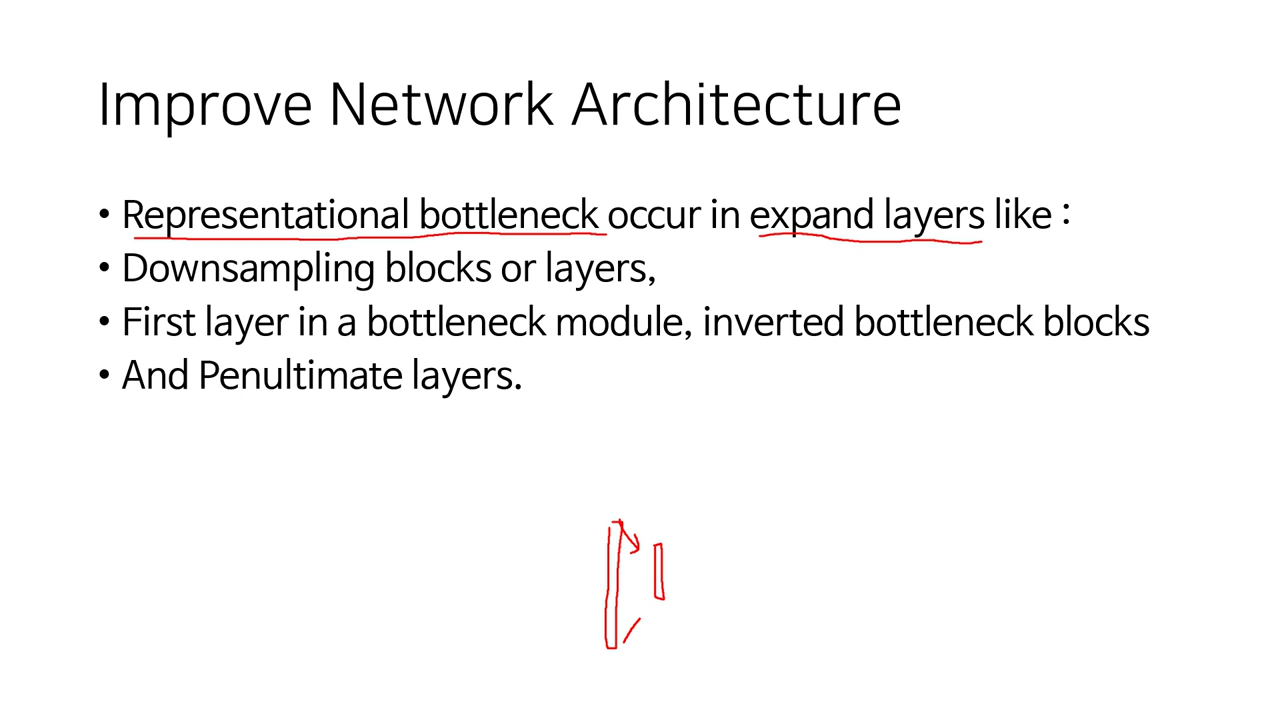 Improve Network Architecture
• Representational bottleneck occur in expand layers like :
• Downsampling blocks or layers,
• First layer in a bottleneck module, inverted bottleneck blocks
• And Penultimate layers.